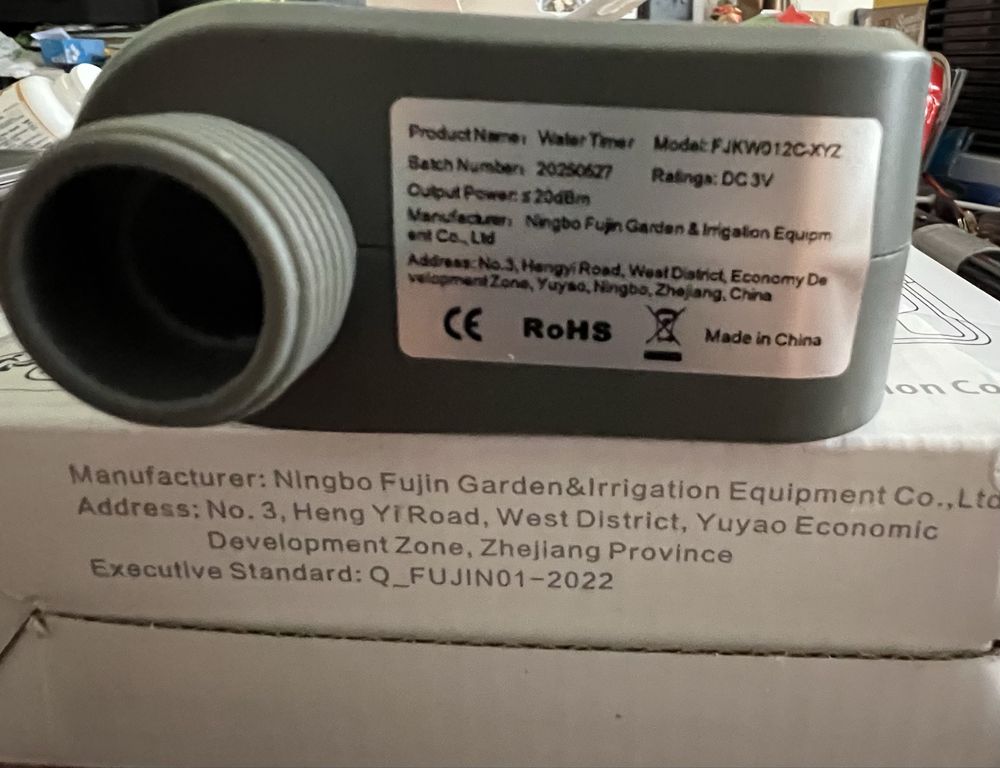 Product Name: Water Timer Model: FJKW012C-XYZ
Batch Number: 20250527 Ratings: DC 3V
Output Power: ≤20dBm
Manufacturer: Ningbo Fujin Garden & Irrigation Equipm
ent Co., Ltd
Address: No.3, Hengyi Road, West District, Economy De
velopment Zone, Yuyao, Ningbo, Zhejiang, China
CE RoHS Made in China
ion Co
Manufacturer: Ningbo Fujin Garden&Irrigation Equipment Co.,Ltd
Address: No. 3, Heng Yi Road, West District, Yuyao Economic
Development Zone, Zhejiang Province
Executive Standard: Q_FUJIN01-2022